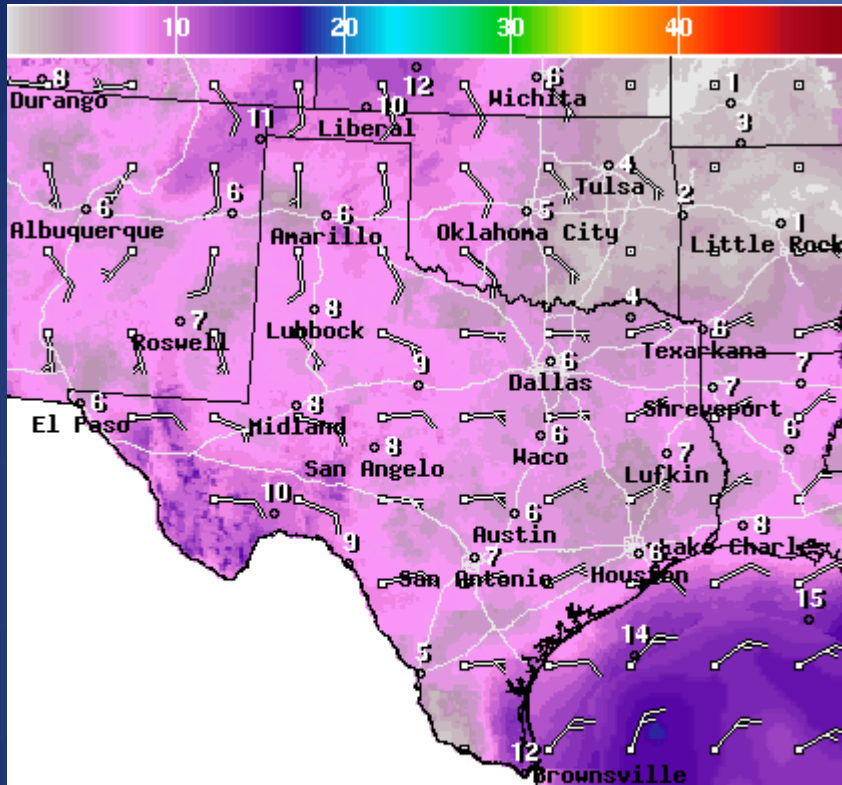 10 20 30 40
8 12 6 1
Durango Wichita
10
11 Liberal 3
4
Tulsa
6 6 6 5 2 1
Albuquerque Amarillo Oklahoma City Little Rock
7 8 4
Roswell Lubbock 6
Texarkana
9 6 7 7
Dallas
6 8 Shreveport
El Paso Midland
8 6 7 6
San Angelo Waco Lufkin
10 6 8
Austin
9 7 6 Lake Charles
San Antonio Houston
15
5 14
12
Brownsville